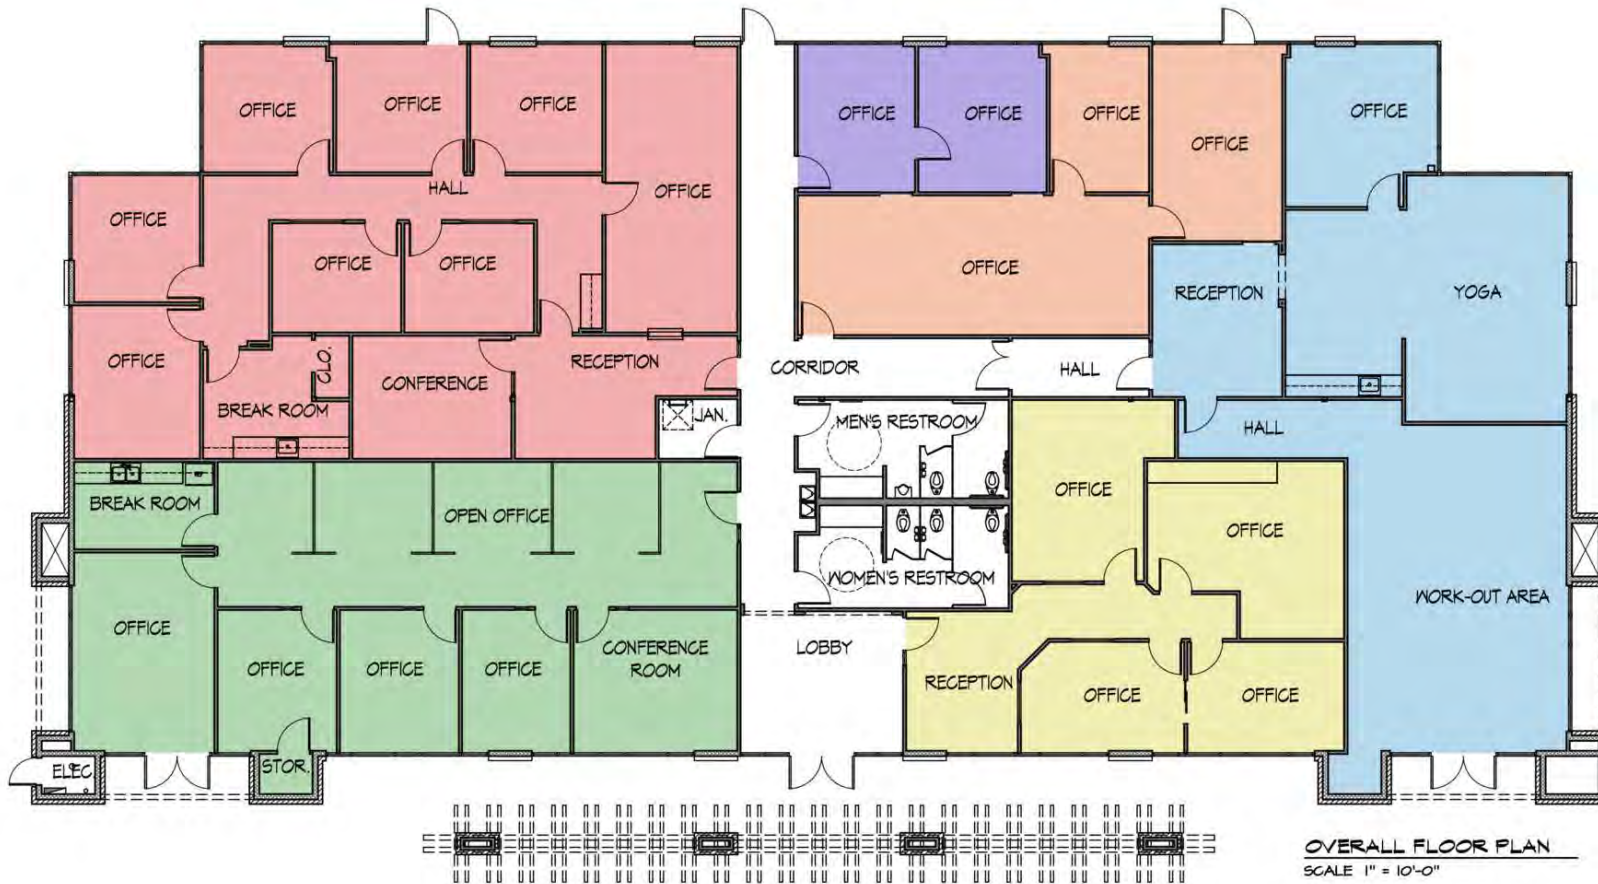 OFFICE
OFFICE
OFFICE
OFFICE
OFFICE
OFFICE
OFFICE
OFFICE
OFFICE
HALL
OFFICE
OFFICE
OFFICE
OFFICE
OFFICE
RECEPTION
YOGA
OFFICE
CLO.
CONFERENCE
RECEPTION
CORRIDOR
HALL
BREAK ROOM
JAN.
MEN'S RESTROOM
HALL
BREAK ROOM
OPEN OFFICE
OFFICE
OFFICE
WOMEN'S RESTROOM
WORK-OUT AREA
OFFICE
OFFICE
OFFICE
OFFICE
CONFERENCE
ROOM
LOBBY
RECEPTION
OFFICE
OFFICE
ELEC
STOR.
OVERALL FLOOR PLAN
SCALE 1" = 10'-0"